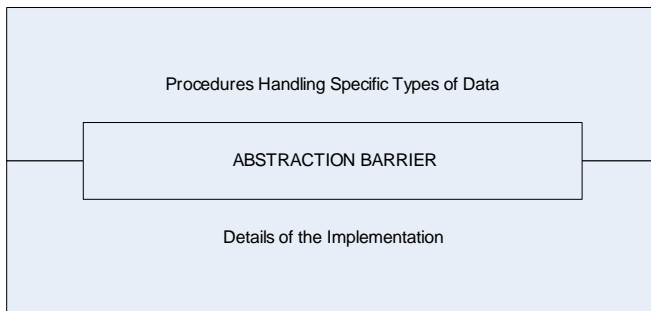 Procedures Handling Specific Types of Data
ABSTRACTION BARRIER
Details of the Implementation